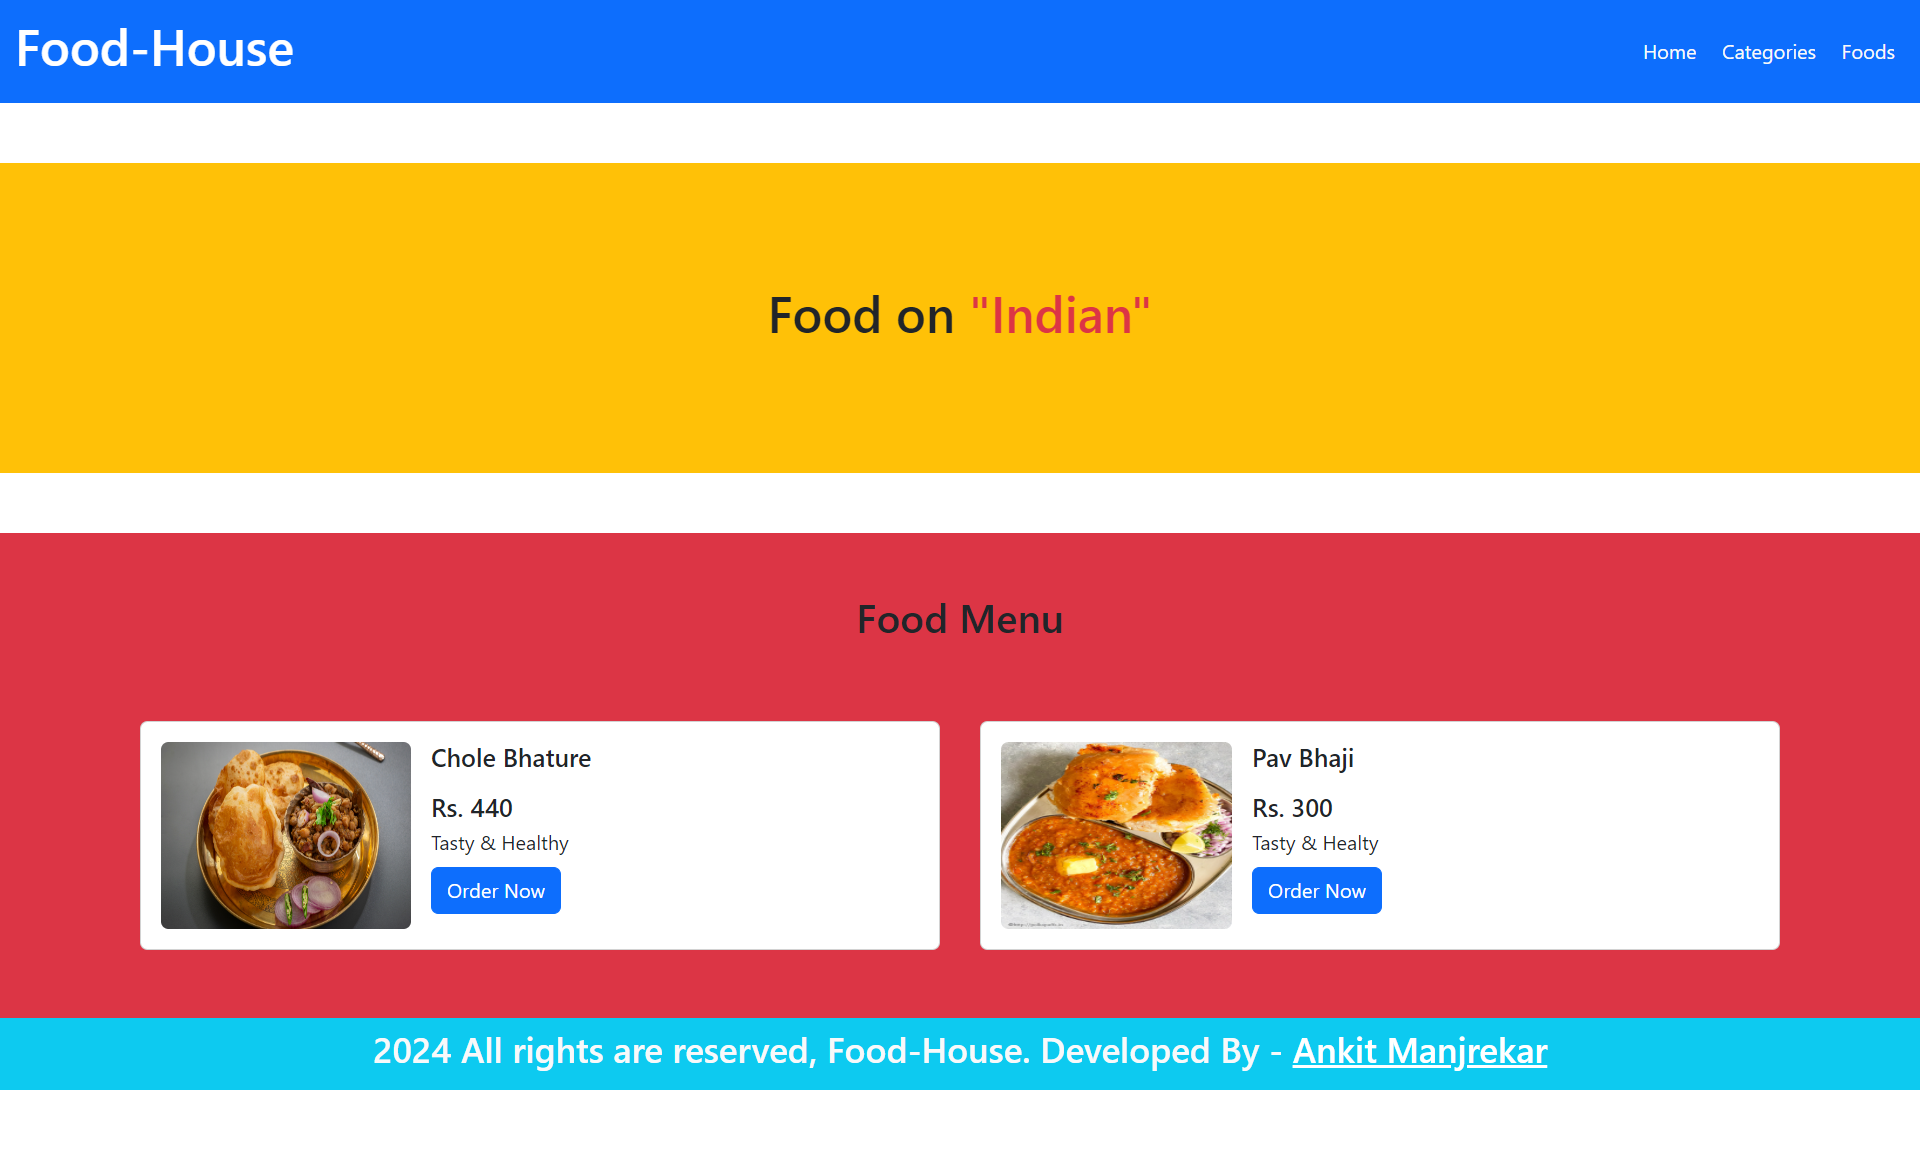 Food-House
Home Categories Foods
Food on "Indian"
Food Menu
Chole Bhature
Rs. 440
Tasty & Healthy
Order Now
Pav Bhaji
Rs. 300
Tasty & Healty
Order Now
2024 All rights are reserved, Food-House. Developed By - Ankit Manjrekar